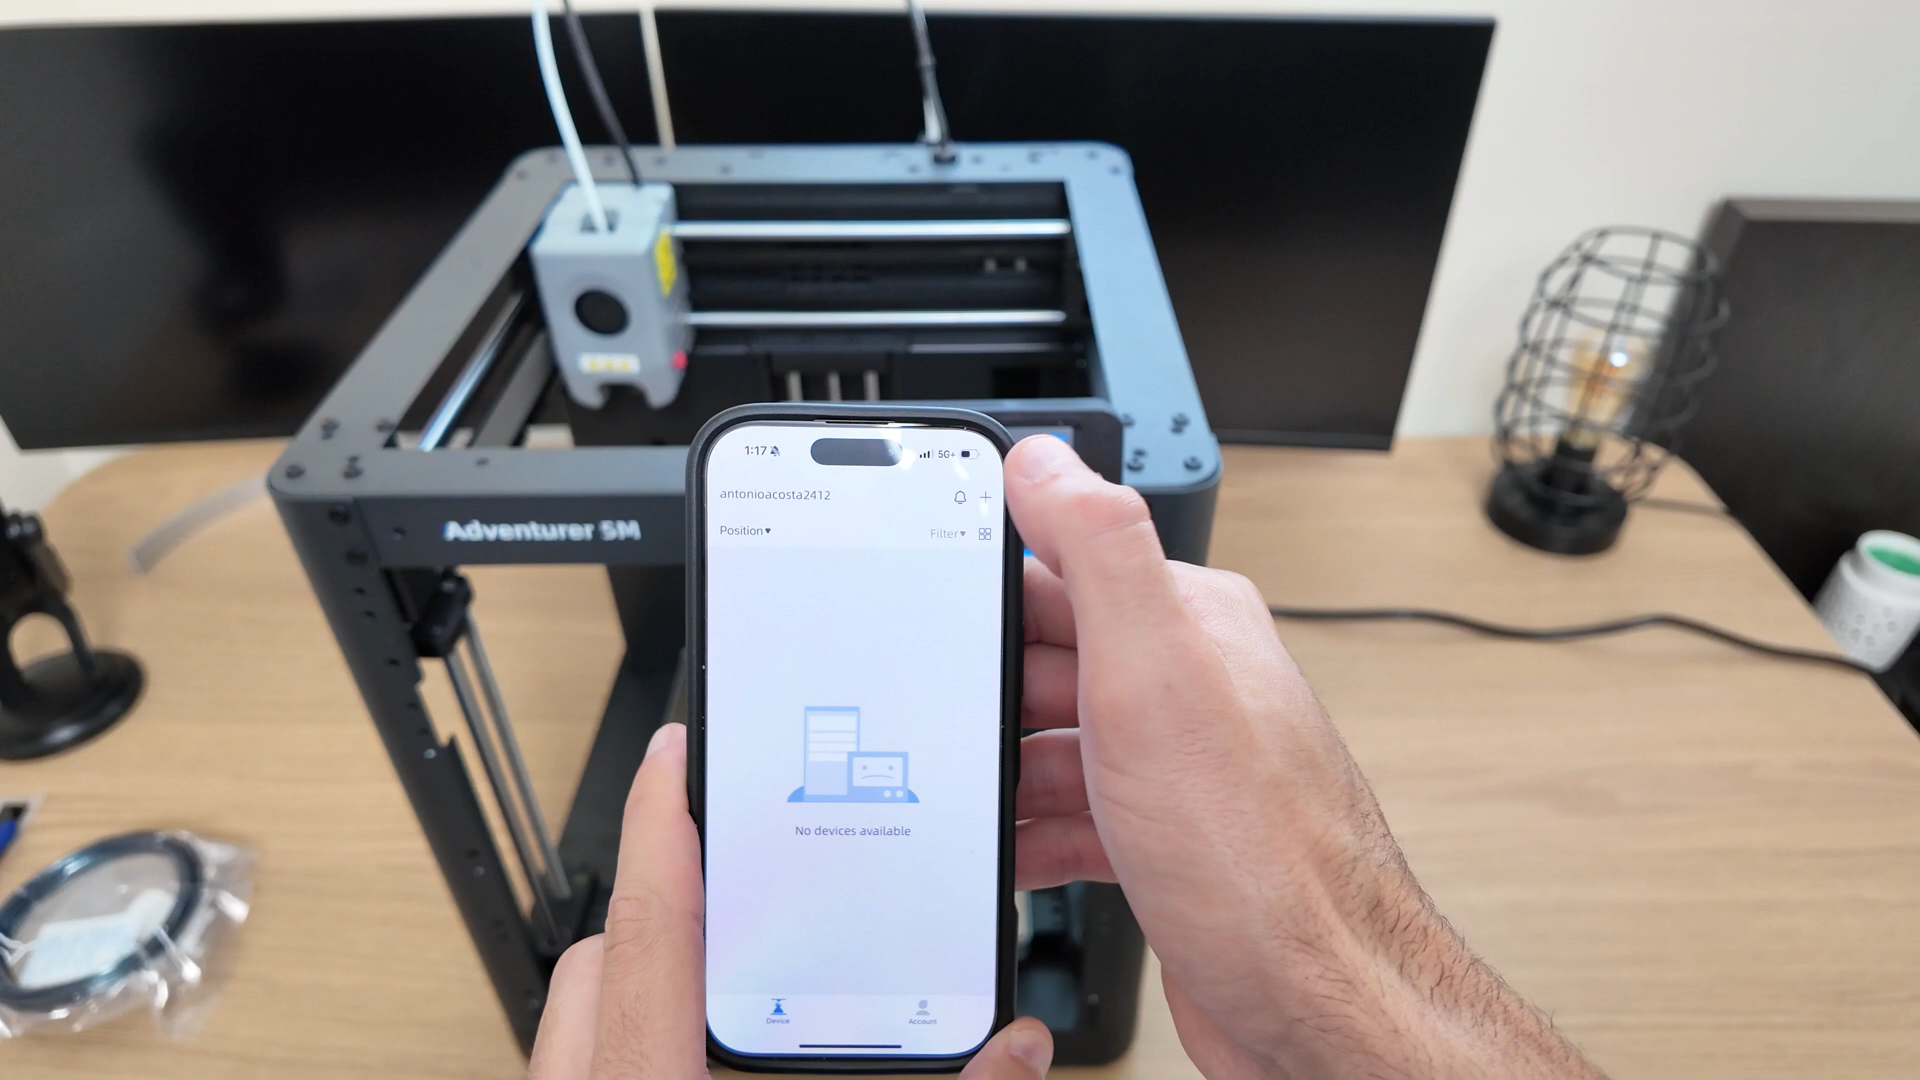 Adventurer 5M
1:17
5G+
antonioacosta2412
Position
Filter
No devices available
Device
Account